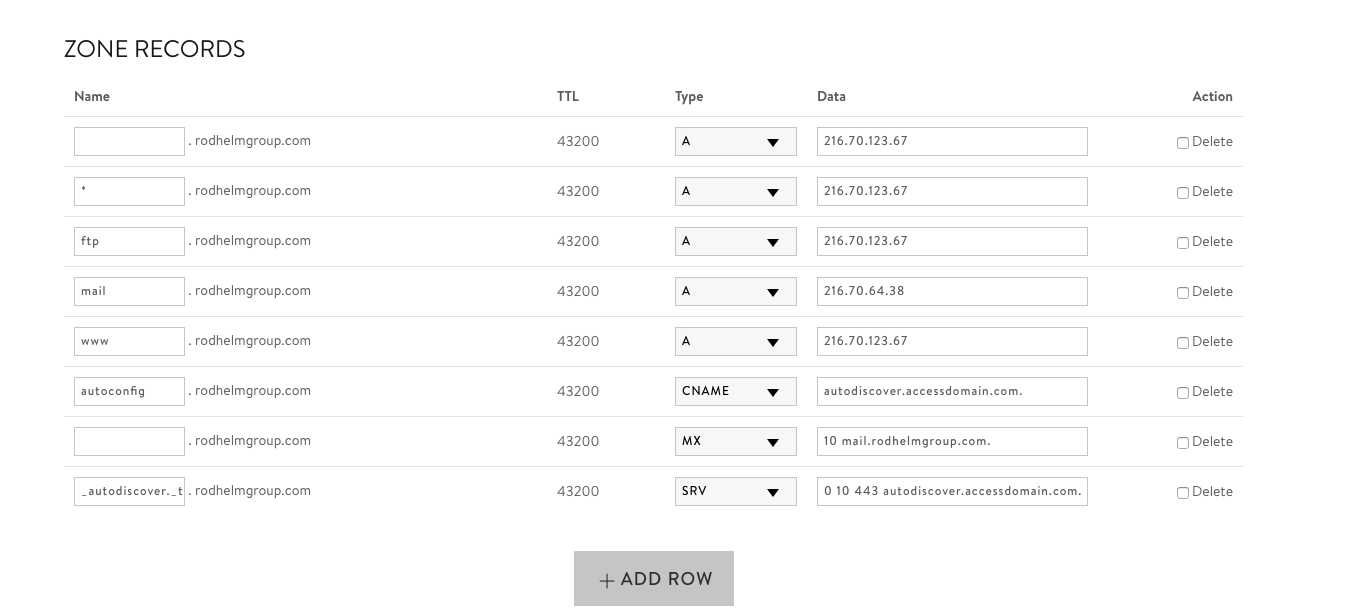 ZONE RECORDS
Name TTL Type Data Action
. rodhelmgroup.com 43200 A 216.70.123.67 Delete
* . rodhelmgroup.com 43200 A 216.70.123.67 Delete
ftp . rodhelmgroup.com 43200 A 216.70.123.67 Delete
mail . rodhelmgroup.com 43200 A 216.70.64.38 Delete
www . rodhelmgroup.com 43200 A 216.70.123.67 Delete
autoconfig . rodhelmgroup.com 43200 CNAME autodiscover.accessdomain.com. Delete
. rodhelmgroup.com 43200 MX 10 mail.rodhelmgroup.com. Delete
_autodiscover._t . rodhelmgroup.com 43200 SRV 0 10 443 autodiscover.accessdomain.com. Delete
+ ADD ROW